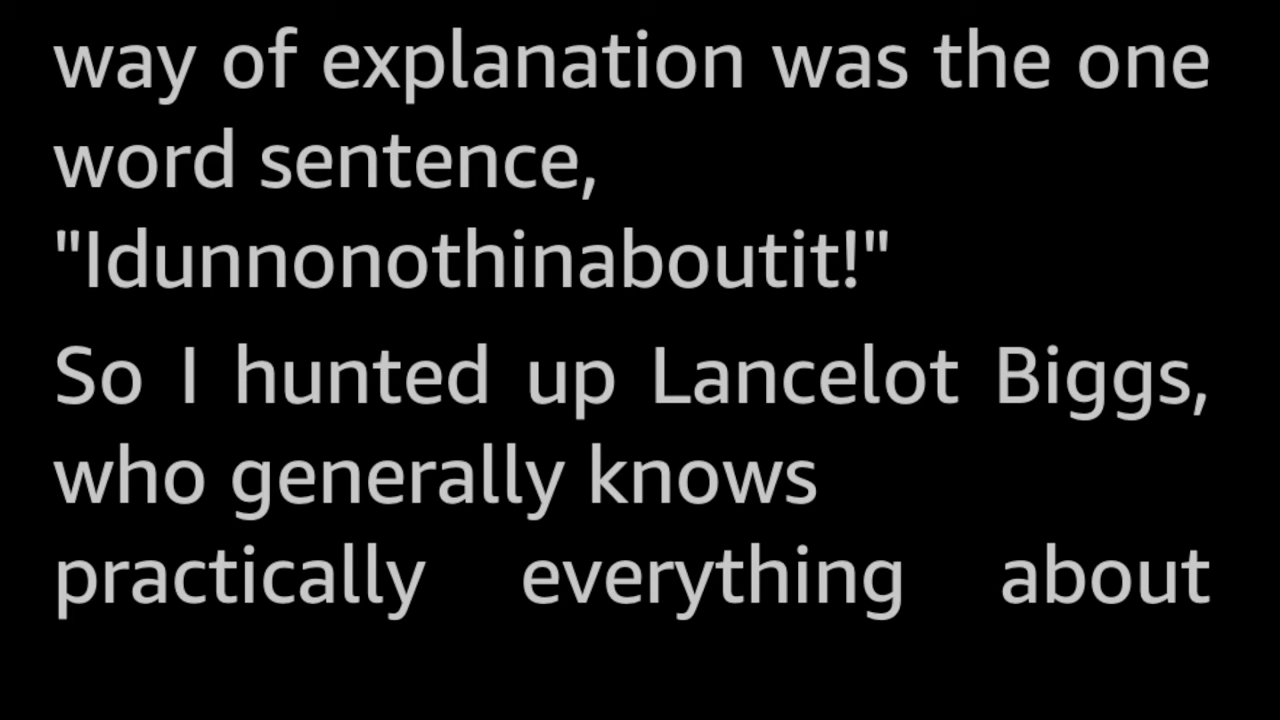 way of explanation was the one
word sentence,
"Idunnonothinaboutit!"
So I hunted up Lancelot Biggs,
who generally knows
practically everything about